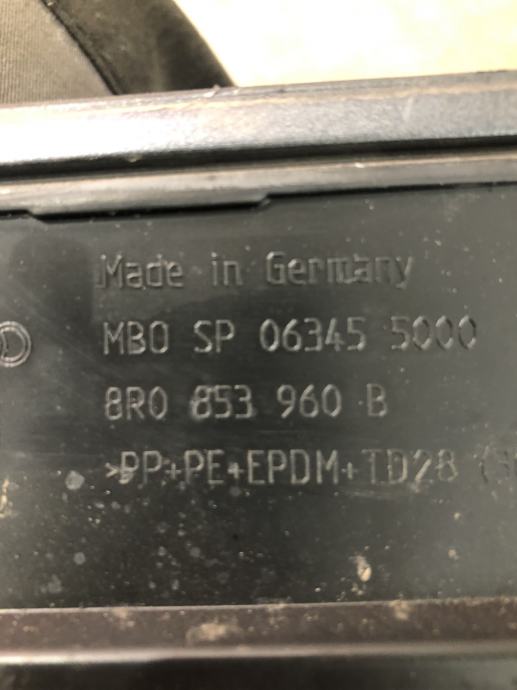 Made in Germany
MBO SP 06345 5000
8R0 853 960 B
>PP+PE+EPDM+TD28